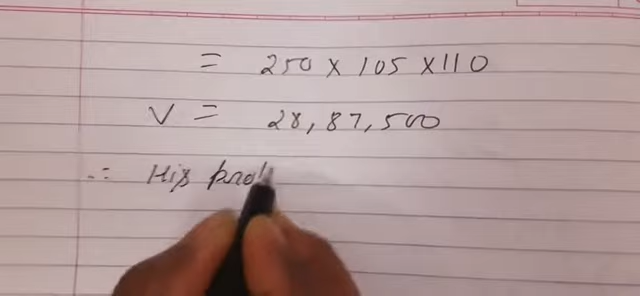 = 250 × 105 × 110
V = 28,87,500
∴ His